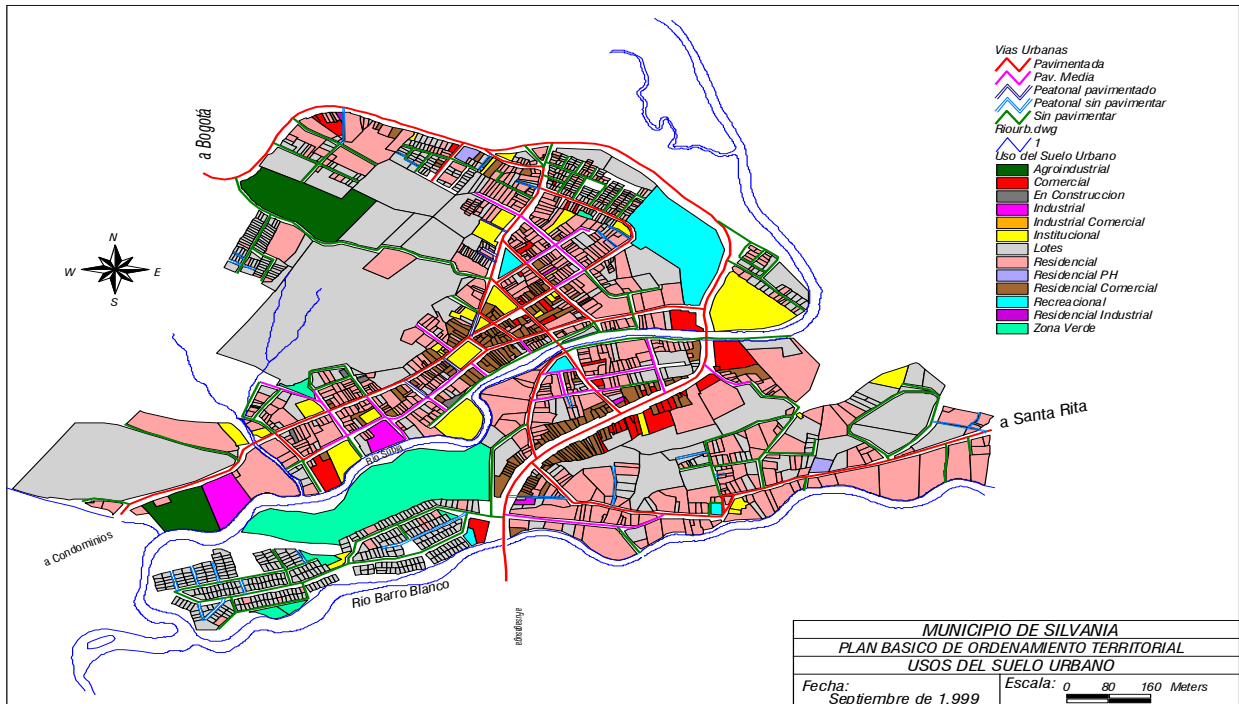 Vias Urbanas
Pavimentada
Pav. Media
Peatonal pavimentado
Peatonal sin pavimentar
Sin pavimentar
Riourb.dwg
1
Uso del Suelo Urbano
Agroindustrial
Comercial
En Construccion
Industrial
Industrial Comercial
Institucional
Lotes
Residencial
Residencial PH
Residencial Comercial
Recreacional
Residencial Industrial
Zona Verde
a Bogotá
N
W E
S
a Santa Rita
Rio Subia
a Condominios
Rio Barro Blanco
a Fusagasuga
MUNICIPIO DE SILVANIA
PLAN BASICO DE ORDENAMIENTO TERRITORIAL
USOS DEL SUELO URBANO
Fecha:
Septiembre de 1.999
Escala: 0 80 160 Meters